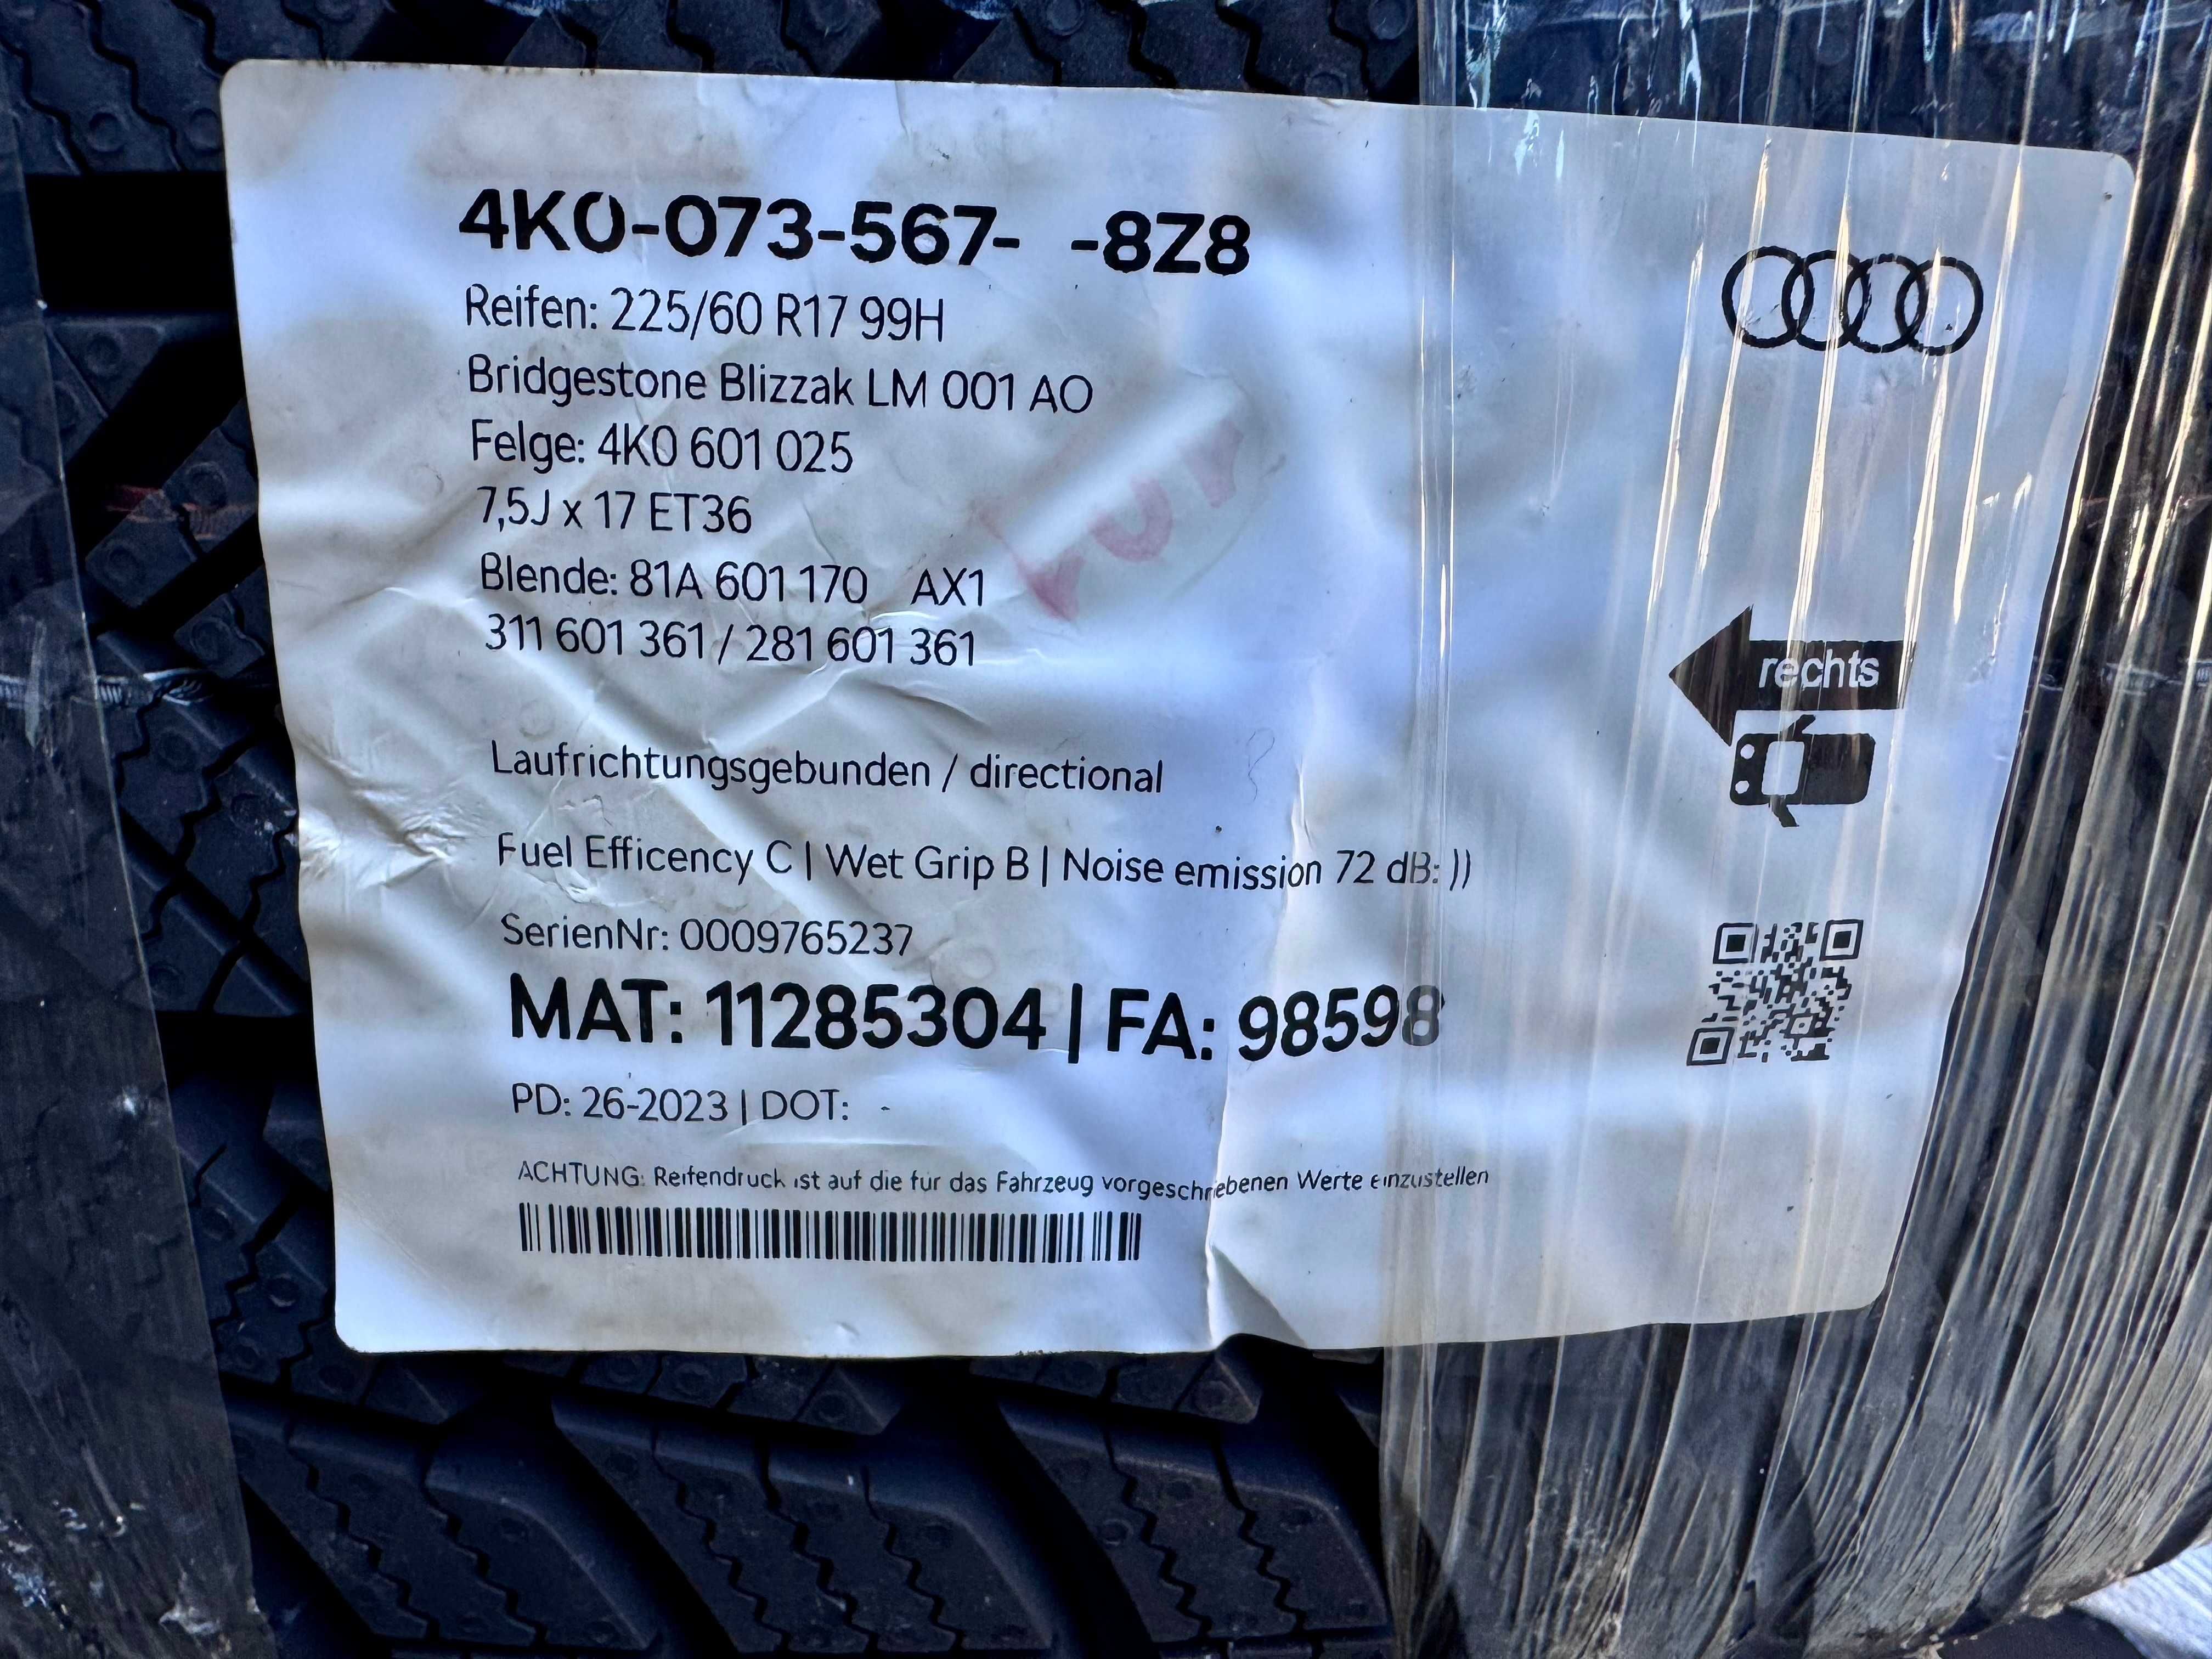 4K0-073-567- -8Z8
Reifen: 225/60 R17 99H
Bridgestone Blizzak LM 001 AO
Felge: 4K0 601 025
7,5J x 17 ET36
Blende: 81A 601 170 AX1
311 601 361 / 281 601 361
rechts
Laufrichtungsgebunden / directional
Fuel Efficency C | Wet Grip B | Noise emission 72 dB: ))
SerienNr: 0009765237
MAT: 11285304 | FA: 98598
PD: 26-2023 | DOT: -
ACHTUNG: Reifendruck ist auf die für das Fahrzeug vorgeschriebenen Werte einzustellen